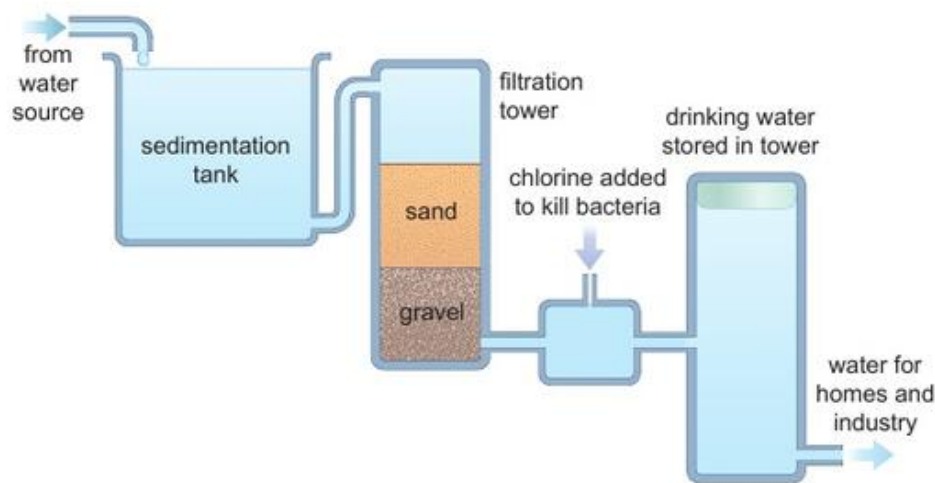 from
water
source
sedimentation
tank
filtration
tower
sand
gravel
chlorine added
to kill bacteria
drinking water
stored in tower
water for
homes and
industry